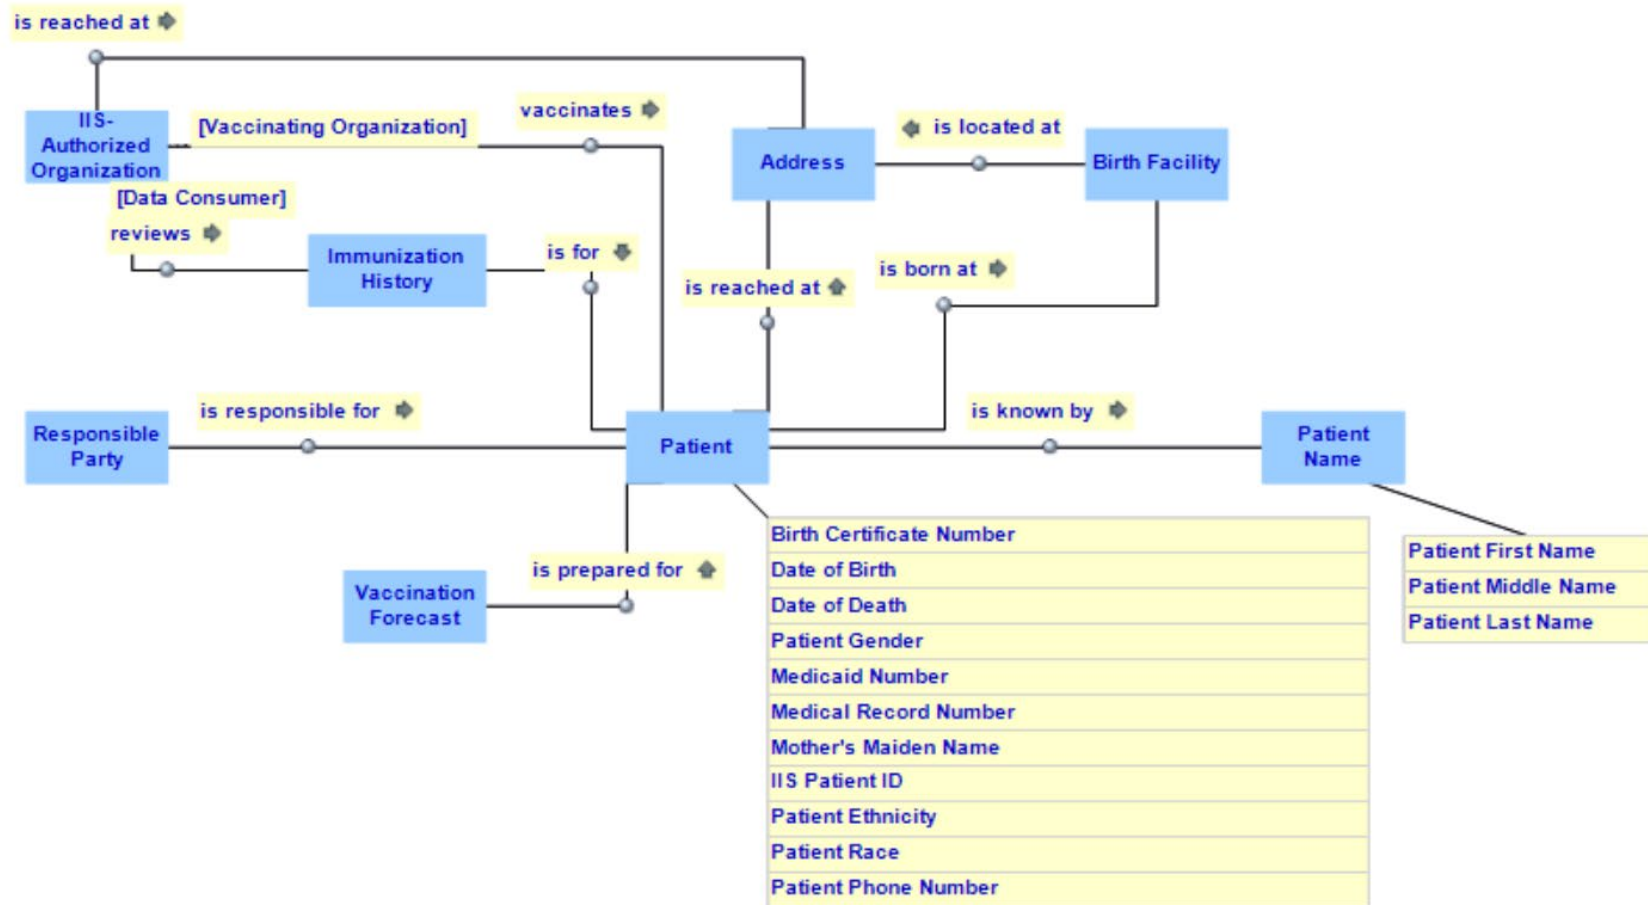 is reached at
IIS-
Authorized
Organization
[Vaccinating Organization]
vaccinates
Address
is located at
Birth Facility
[Data Consumer]
reviews
Immunization
History
is for
is reached at
is born at
Responsible
Party
is responsible for
Patient
is known by
Patient
Name
Vaccination
Forecast
is prepared for
Birth Certificate Number
Date of Birth
Date of Death
Patient Gender
Medicaid Number
Medical Record Number
Mother's Maiden Name
IIS Patient ID
Patient Ethnicity
Patient Race
Patient Phone Number
Patient First Name
Patient Middle Name
Patient Last Name